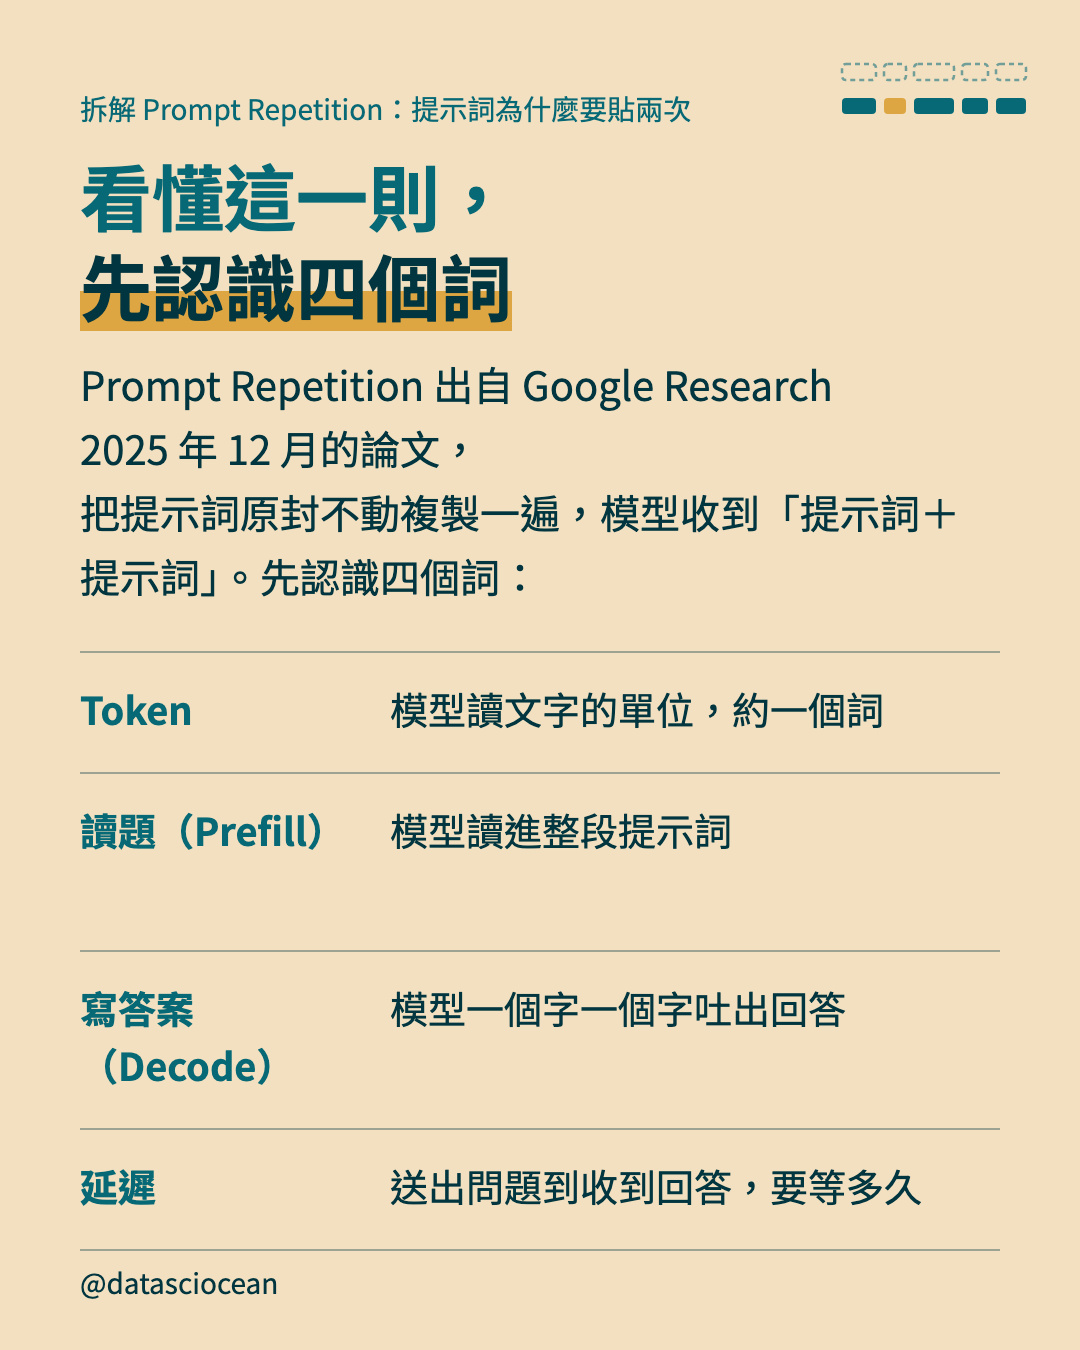 拆解 Prompt Repetition：提示詞為什麼要貼兩次
看懂這一則，
先認識四個詞
Prompt Repetition 出自 Google Research
2025 年 12 月的論文，
把提示詞原封不動複製一遍，模型收到「提示詞＋
提示詞」。先認識四個詞：
Token 模型讀文字的單位，約一個詞
讀題（Prefill） 模型讀進整段提示詞
寫答案 模型一個字一個字吐出回答
（Decode）
延遲 送出問題到收到回答，要等多久
@datasciocean